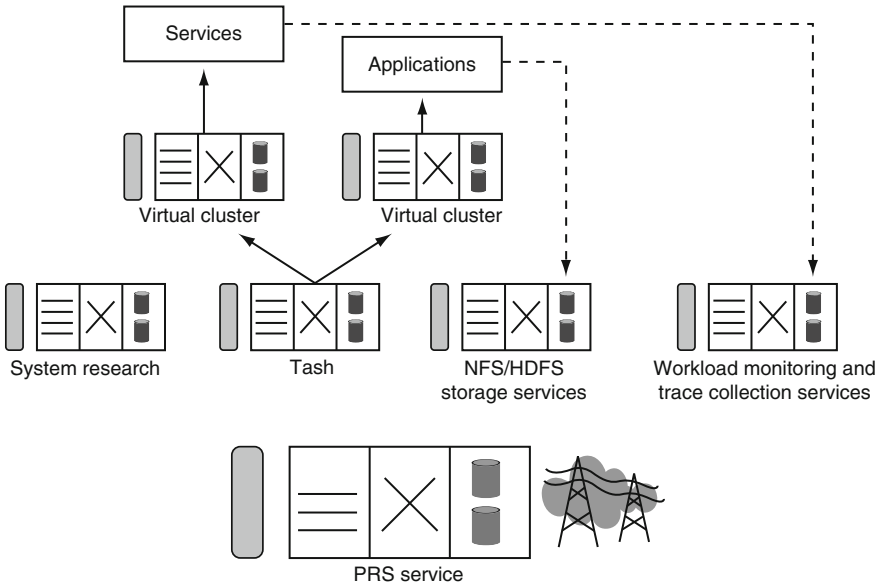 Services
Applications
Virtual cluster
Virtual cluster
System research
Tash
NFS/HDFS
storage services
Workload monitoring and
trace collection services
PRS service